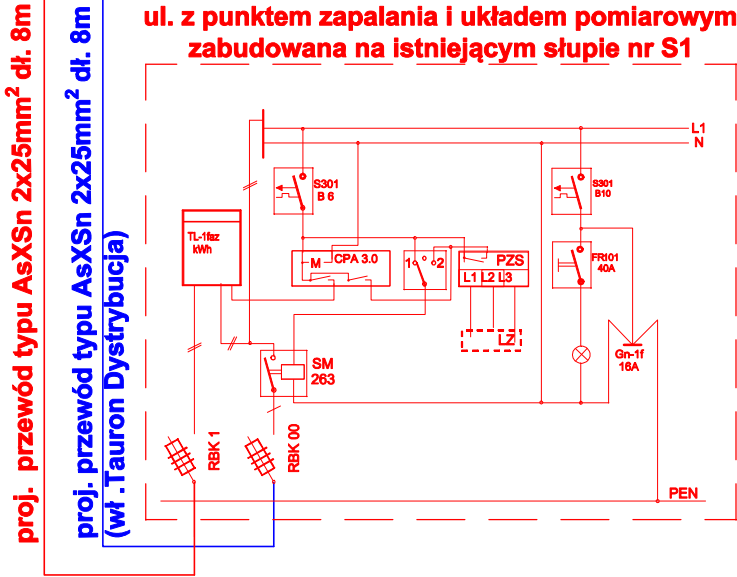 ul. z punktem zapalania i układem pomiarowym
zabudowana na istniejącym słupie nr S1
proj. przewód typu AsXSn 2x25mm² dł. 8m
proj. przewód typu AsXSn 2x25mm² dł. 8m
(wł .Tauron Dystrybucja)
L1
N
S301
B 6
S301
B10
TL-1faz
kWh
M
CPA 3.0
1
2
PZS
L1 L2 L3
LZ
FRI01
40A
SM
263
Gn-1f
16A
RBK 1
RBK 00
PEN